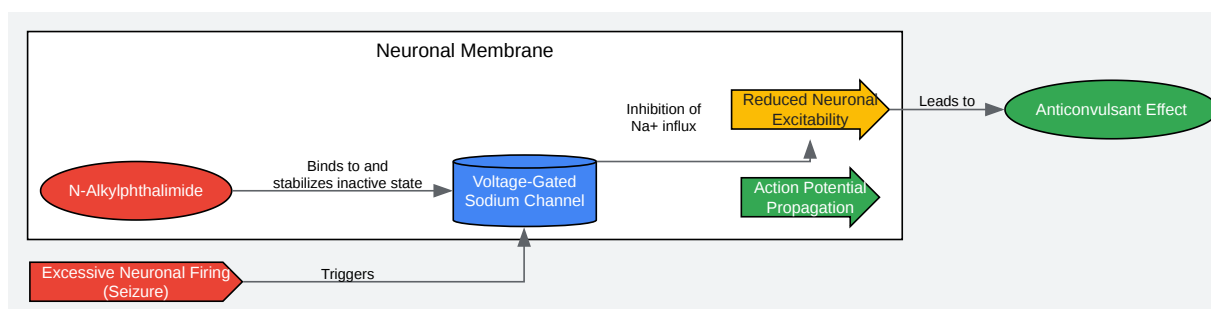 Neuronal Membrane
N-Alkylphthalimide
Binds to and
stabilizes inactive state
Voltage-Gated
Sodium Channel
Inhibition of
Na+ influx
Reduced Neuronal
Excitability
Leads to
Anticonvulsant Effect
Action Potential
Propagation
Excessive Neuronal Firing
(Seizure)
Triggers